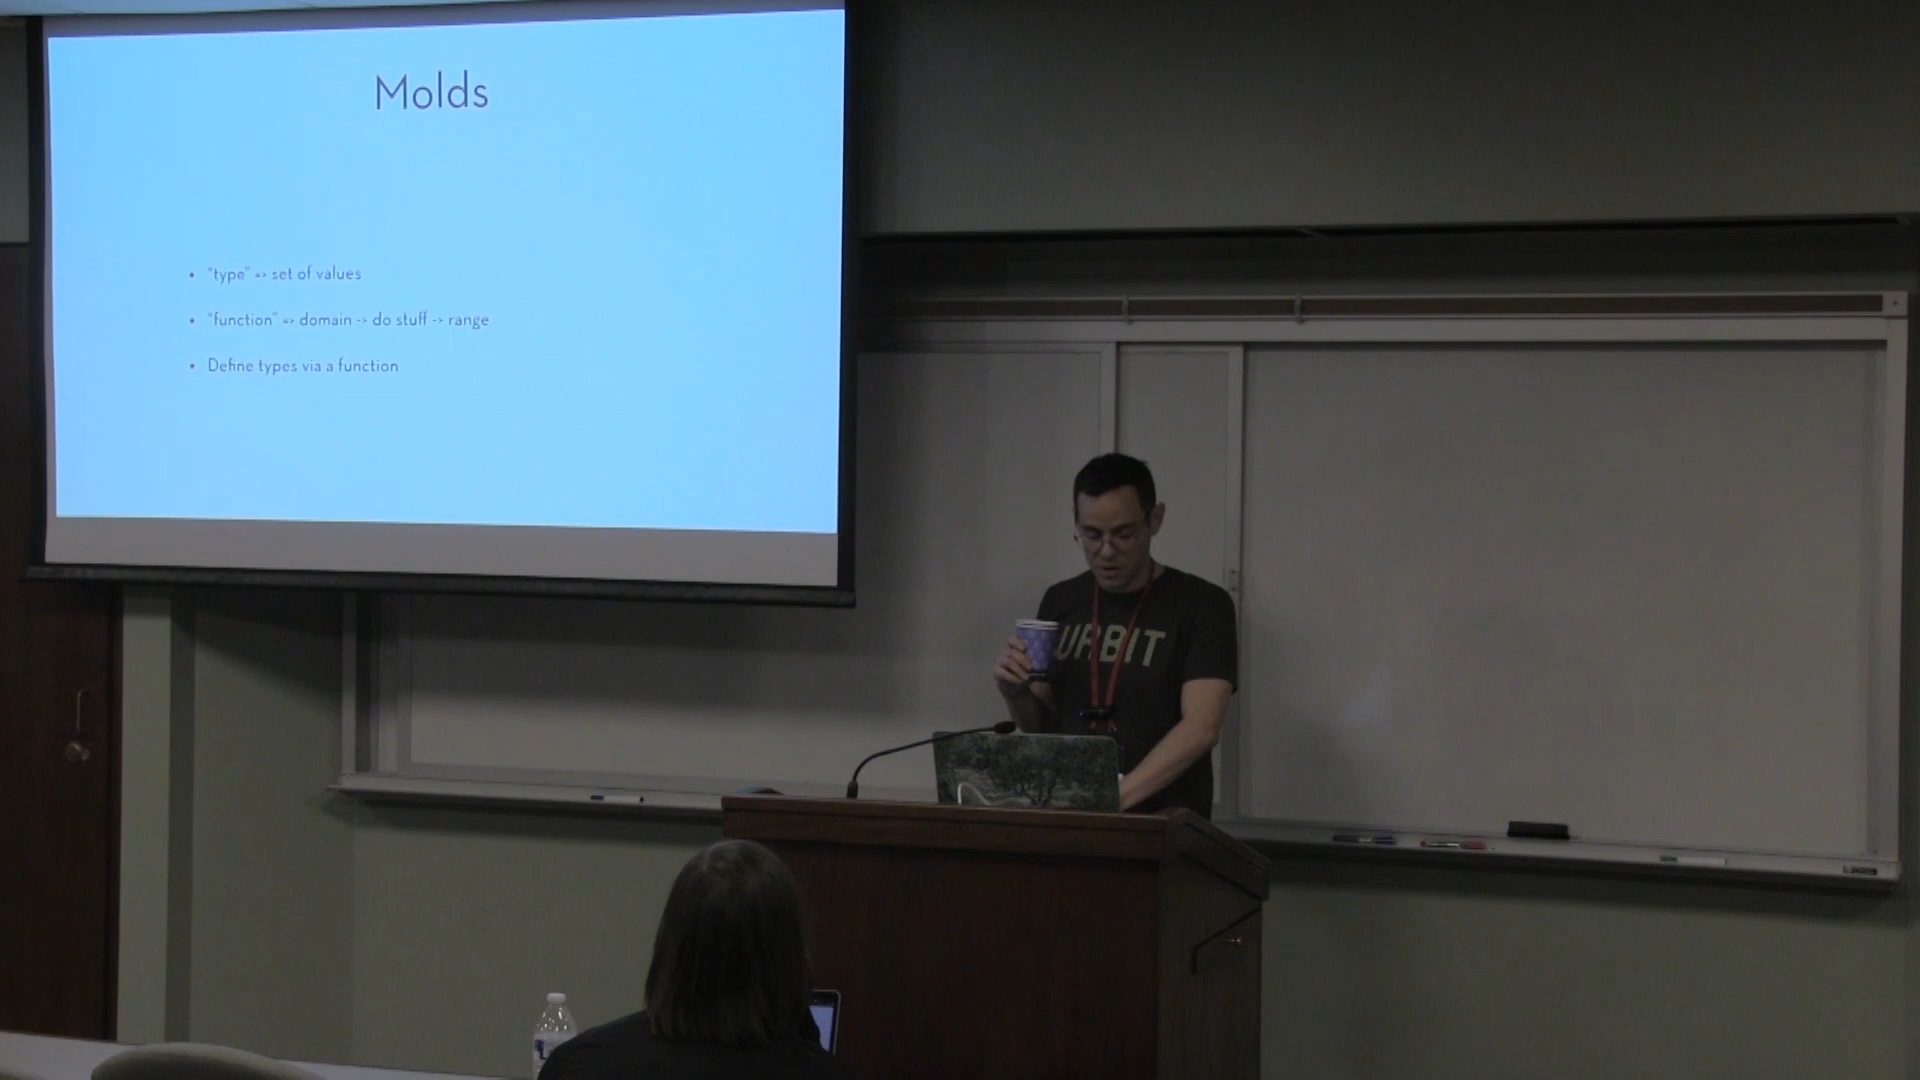 Molds
• "type" => set of values
• "function" => domain -> do stuff -> range
• Define types via a function
URBIT